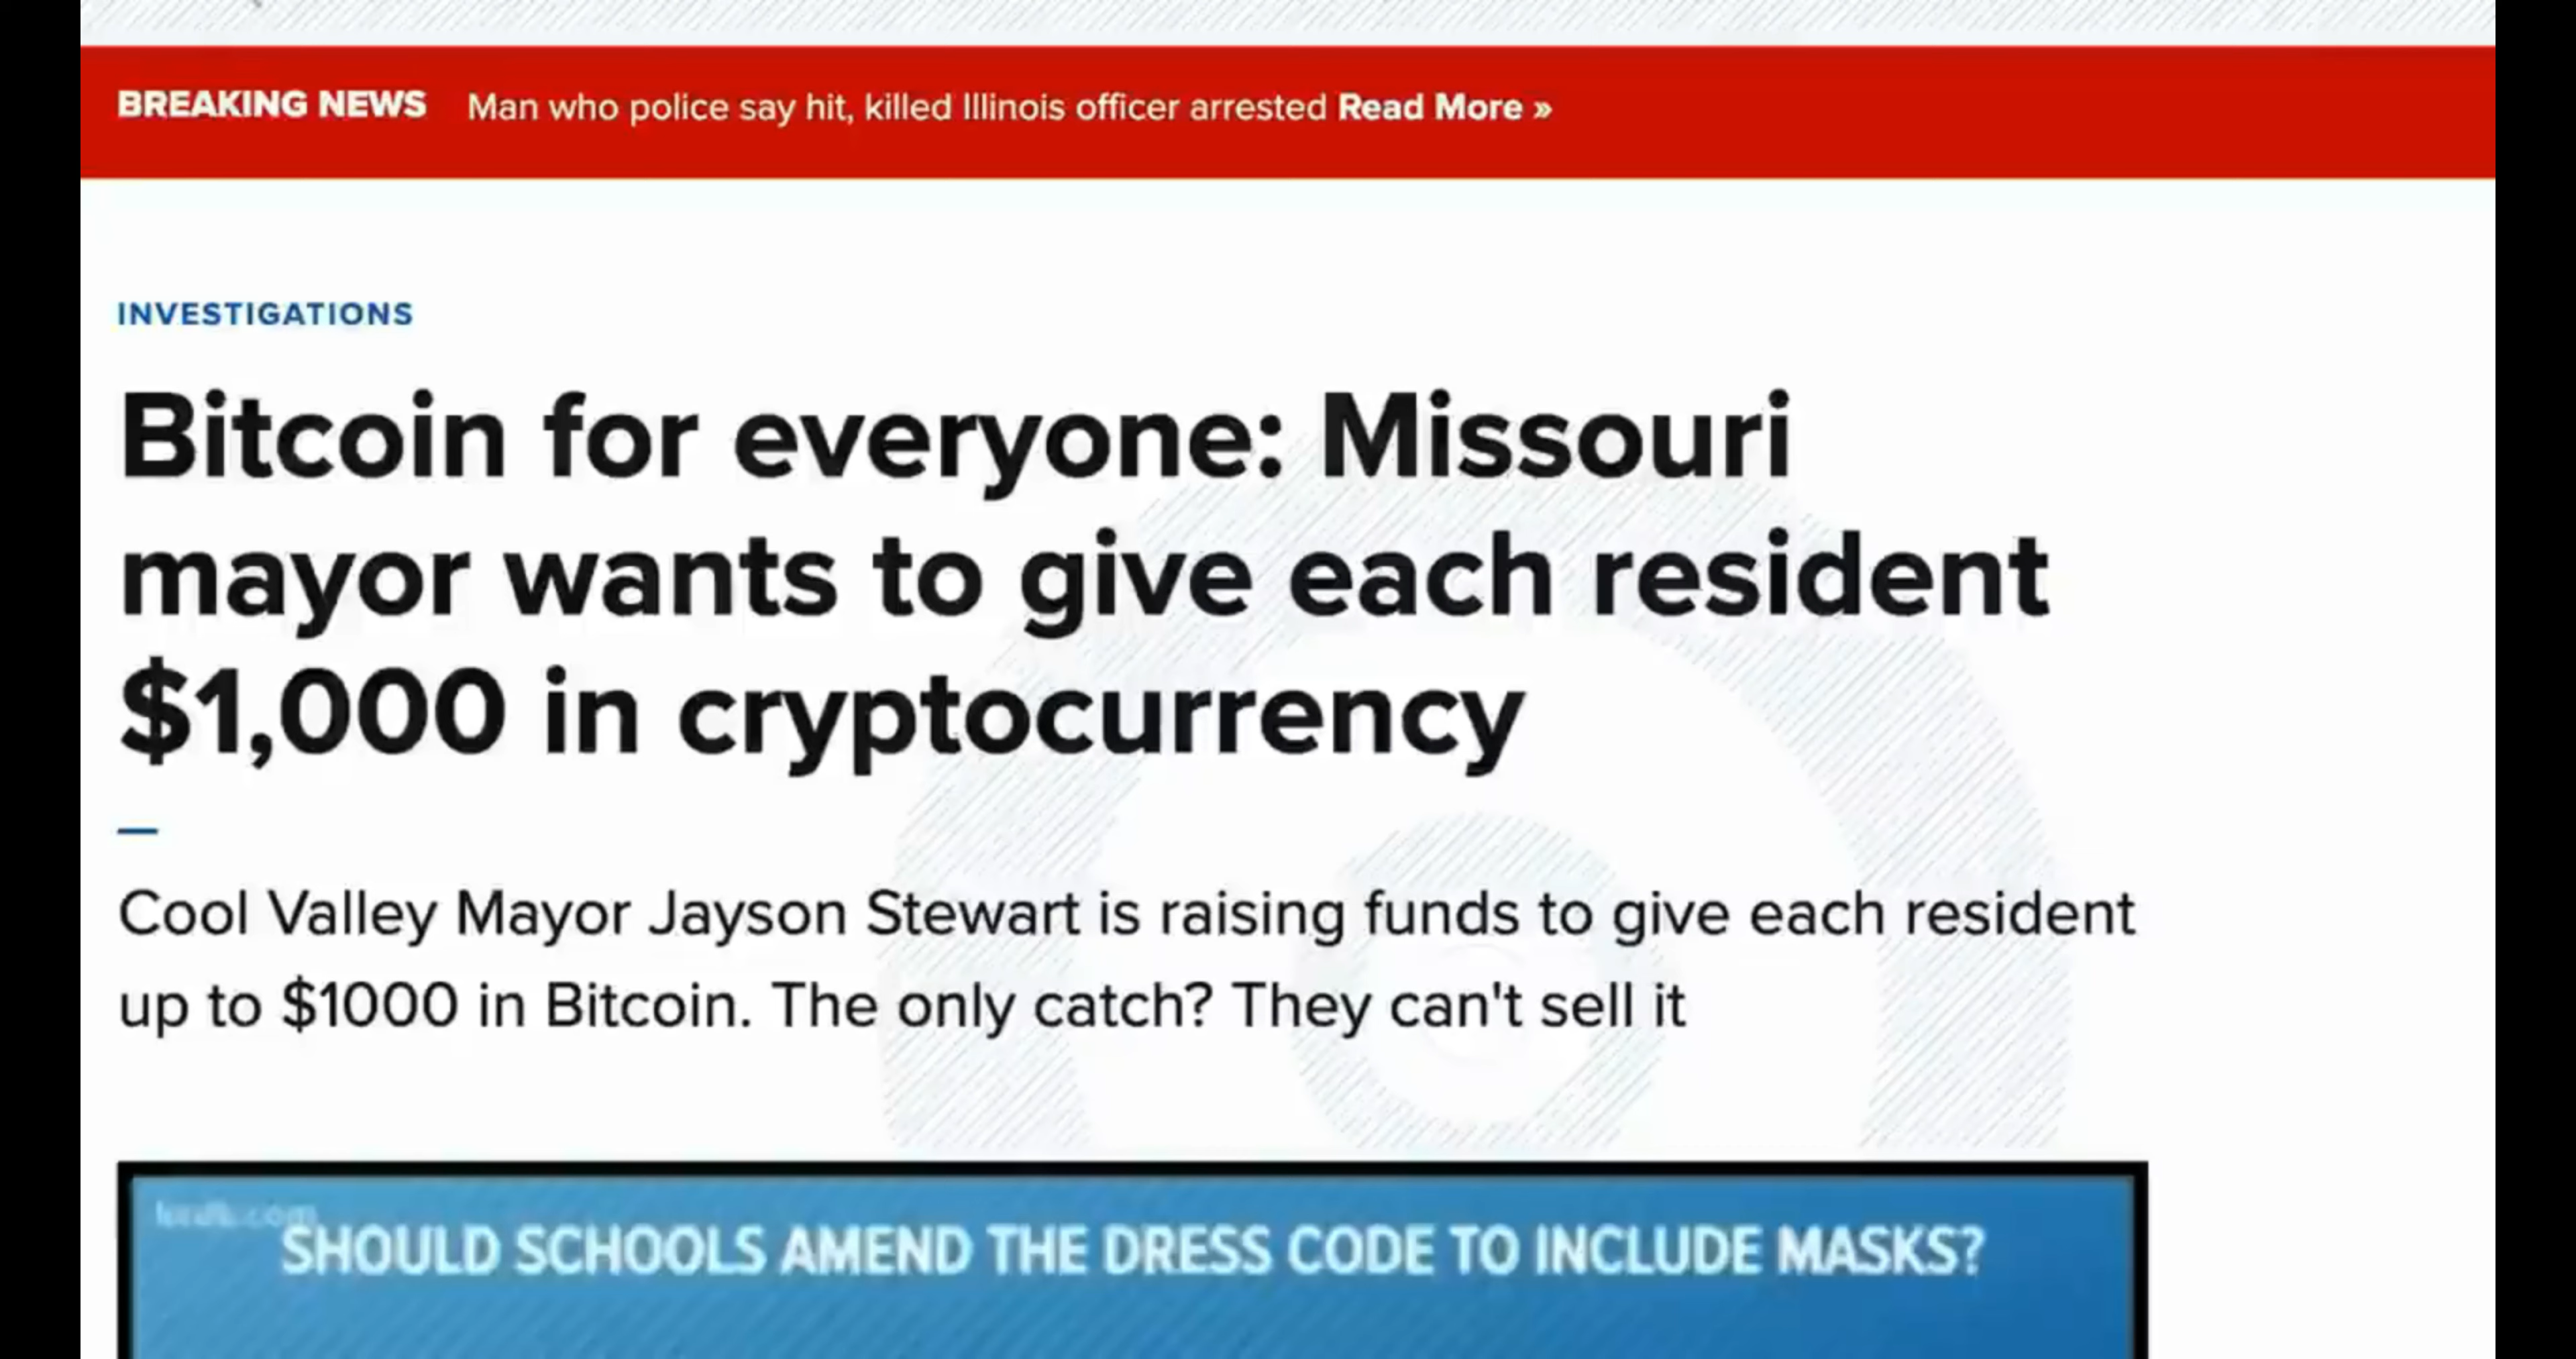 BREAKING NEWS Man who police say hit, killed Illinois officer arrested Read More »
INVESTIGATIONS
Bitcoin for everyone: Missouri
mayor wants to give each resident
$1,000 in cryptocurrency
Cool Valley Mayor Jayson Stewart is raising funds to give each resident
up to $1000 in Bitcoin. The only catch? They can't sell it
SHOULD SCHOOLS AMEND THE DRESS CODE TO INCLUDE MASKS?